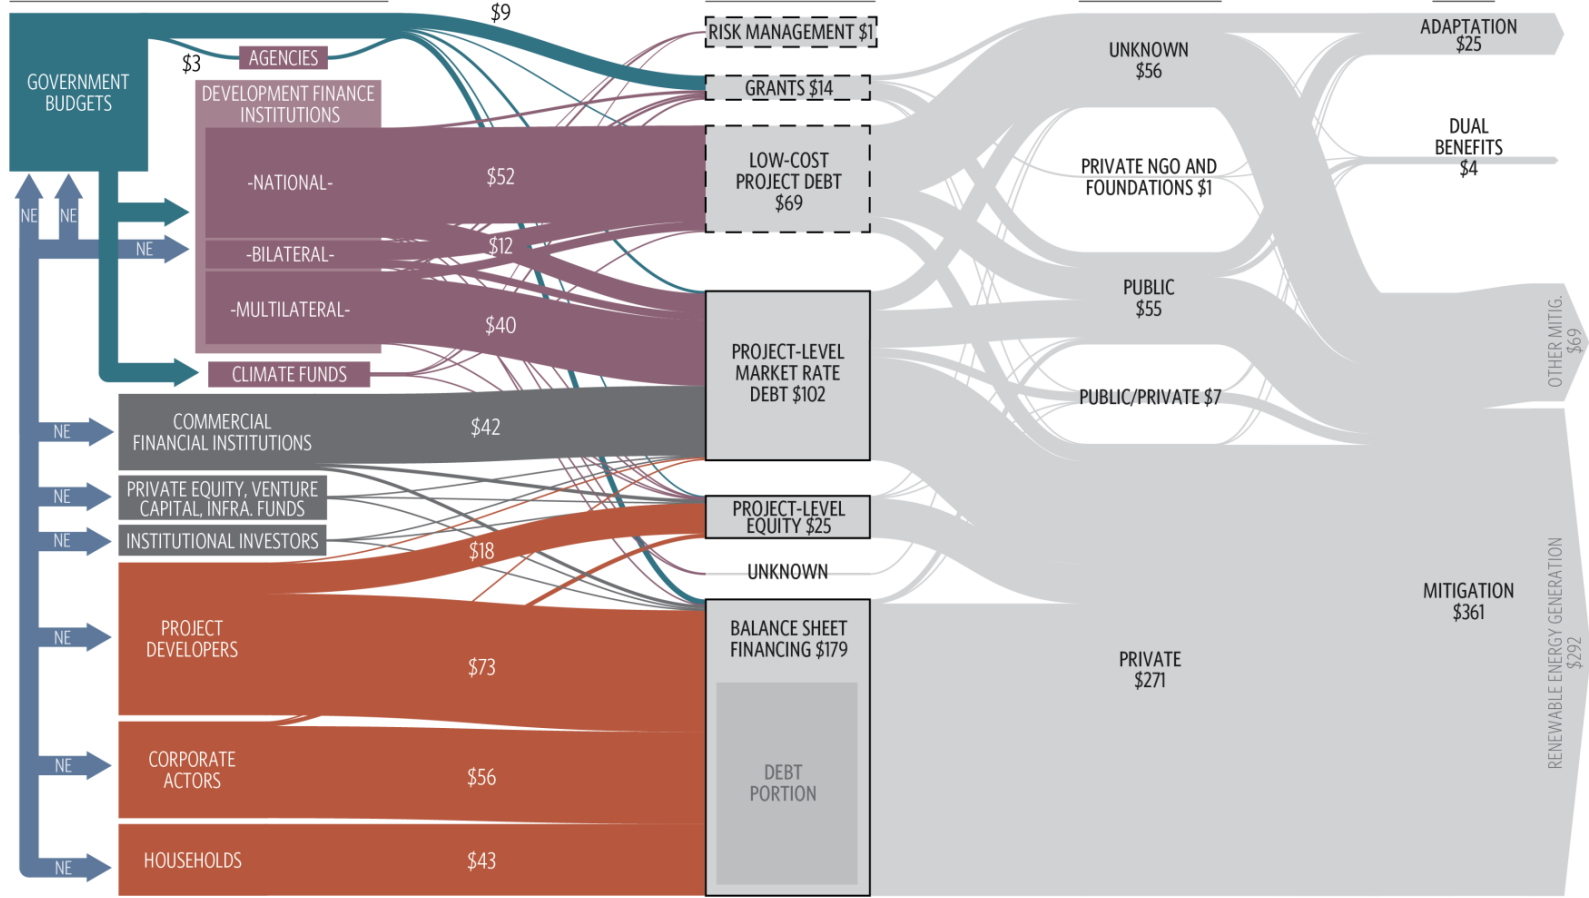 $9
$3
AGENCIES
GOVERNMENT
BUDGETS
DEVELOPMENT FINANCE
INSTITUTIONS
-NATIONAL-
$52
NE
NE
NE
-BILATERAL-
$12
-MULTILATERAL-
$40
CLIMATE FUNDS
NE
COMMERCIAL
FINANCIAL INSTITUTIONS
$42
NE
PRIVATE EQUITY, VENTURE
CAPITAL, INFRA. FUNDS
NE
INSTITUTIONAL INVESTORS
$18
NE
PROJECT
DEVELOPERS
$73
NE
CORPORATE
ACTORS
$56
NE
HOUSEHOLDS
$43
RISK MANAGEMENT $1
GRANTS $14
LOW-COST
PROJECT DEBT
$69
PROJECT-LEVEL
MARKET RATE
DEBT $102
PROJECT-LEVEL
EQUITY $25
UNKNOWN
BALANCE SHEET
FINANCING $179
DEBT
PORTION
UNKNOWN
$56
PRIVATE NGO AND
FOUNDATIONS $1
PUBLIC
$55
PUBLIC/PRIVATE $7
PRIVATE
$271
ADAPTATION
$25
DUAL
BENEFITS
$4
MITIGATION
$361
OTHER MITIG.
$69
RENEWABLE ENERGY GENERATION
$292